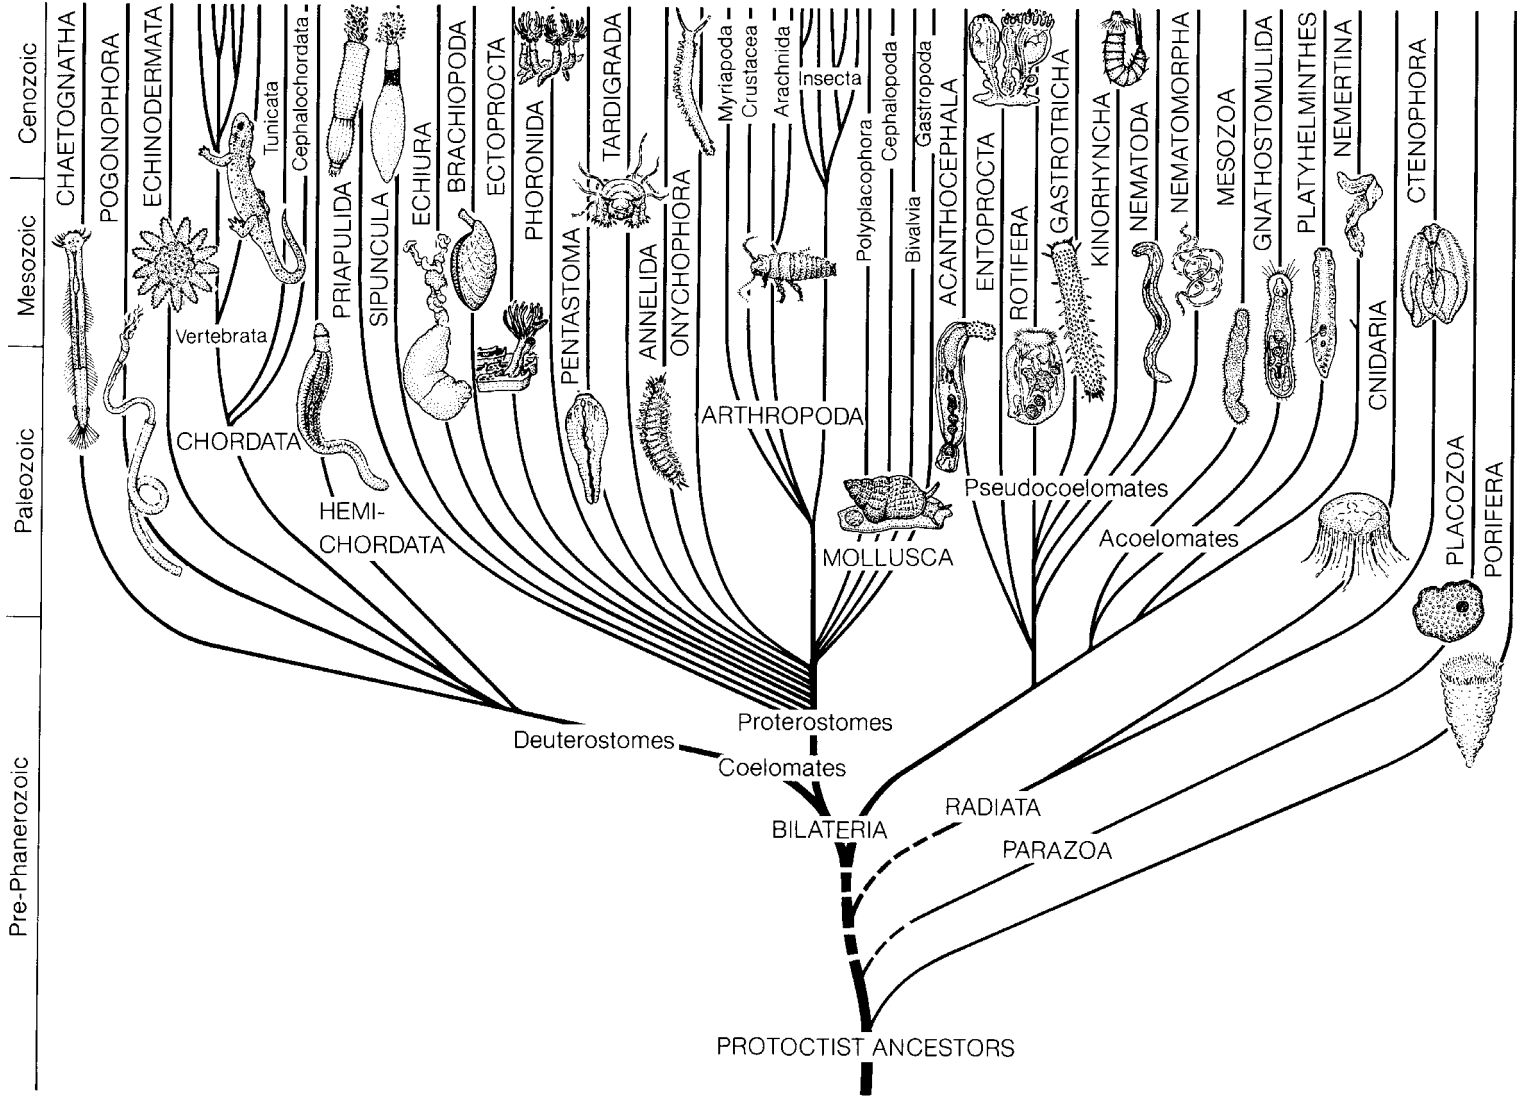 Cenozoic
Mesozoic
Paleozoic
Pre-Phanerozoic
CHAETOGNATHA
POGONOPHORA
ECHINODERMATA
Vertebrata
Tunicata
Cephalochordata
CHORDATA
HEMI-
CHORDATA
PRIAPULIDA
SIPUNCULA
ECHIURA
BRACHIOPODA
ECTOPROCTA
PHORONIDA
PENTASTOMA
TARDIGRADA
ANNELIDA
ONYCHOPHORA
Myriapoda
Crustacea
Arachnida
Insecta
ARTHROPODA
Polyplacophora
Cephalopoda
Bivalvia
Gastropoda
MOLLUSCA
ACANTHOCEPHALA
ENTOPROCTA
ROTIFERA
GASTROTRICHA
KINORHYNCHA
NEMATODA
NEMATOMORPHA
Pseudocoelomates
MESOZOA
GNATHOSTOMULIDA
PLATYHELMINTHES
NEMERTINA
Acoelomates
CNIDARIA
CTENOPHORA
PLACOZOA
PORIFERA
Deuterostomes
Proterostomes
Coelomates
BILATERIA
RADIATA
PARAZOA
PROTOCTIST ANCESTORS